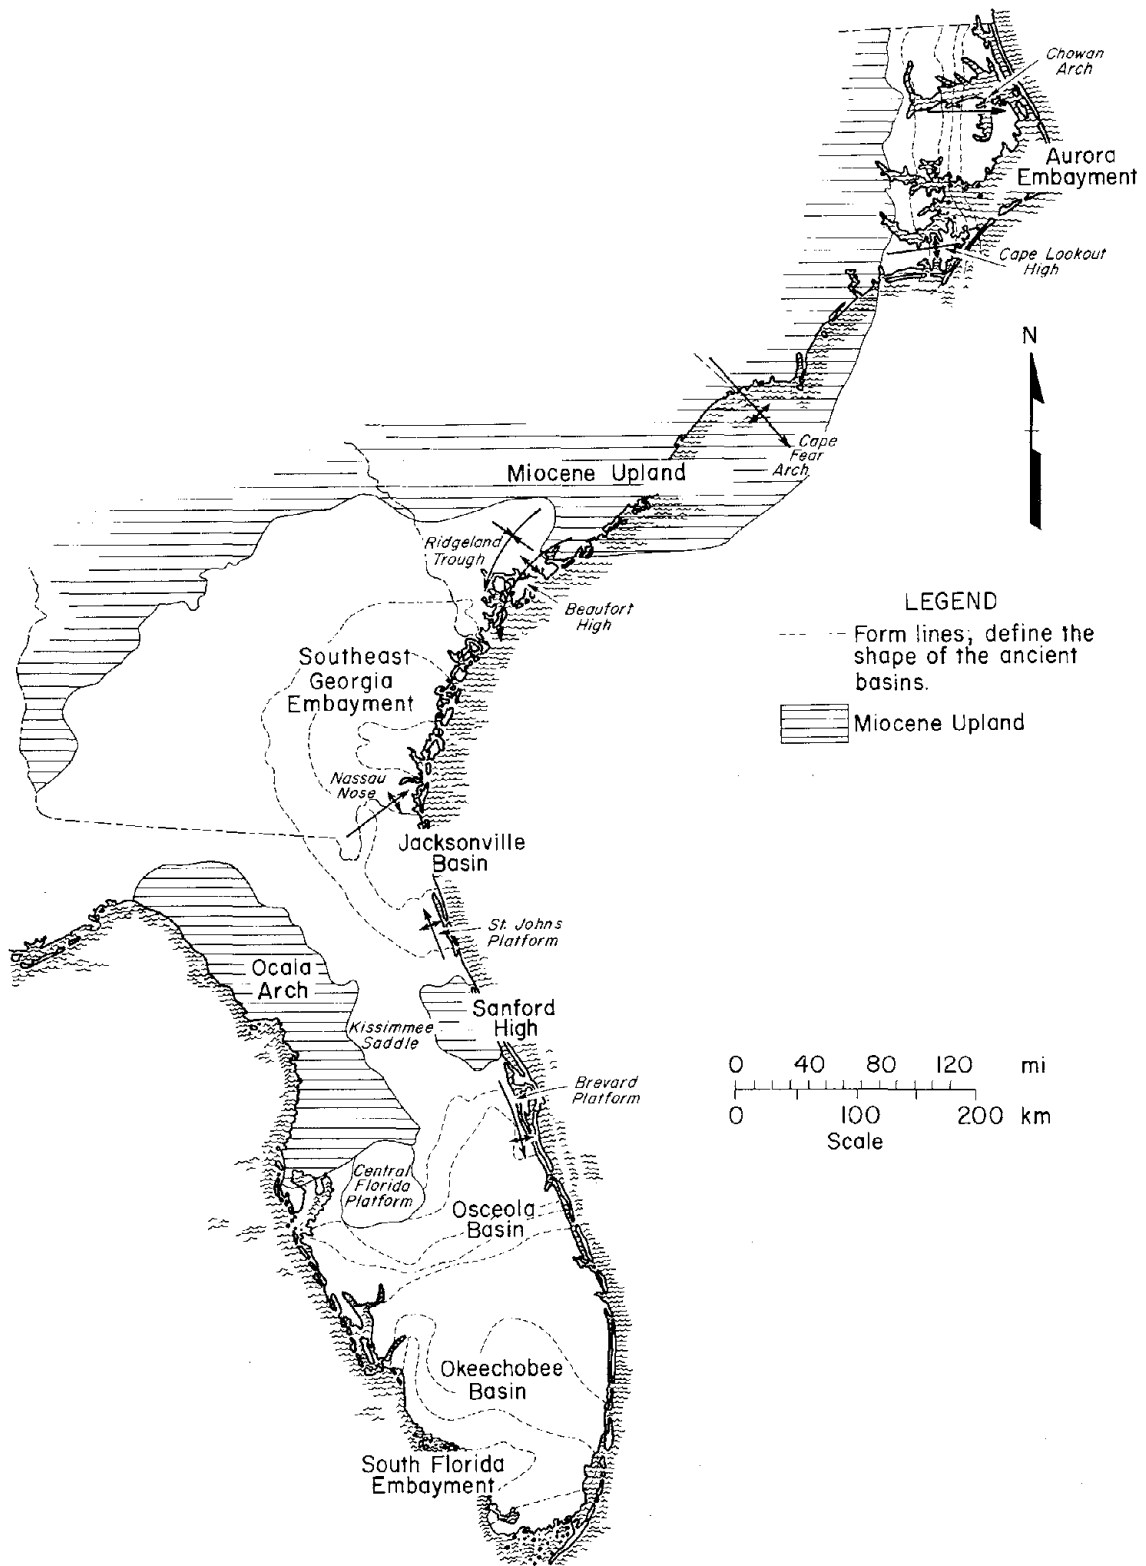 Chowan
Arch
Aurora
Embayment
Cape Lookout
High
N
Cape
Fear
Arch
Miocene Upland
Ridgeland
Trough
Beaufort
High
LEGEND
Form lines; define the
shape of the ancient
basins.
Miocene Upland
Southeast
Georgia
Embayment
Nassau
Nose
Jacksonville
Basin
St. Johns
Platform
Ocala
Arch
Sanford
High
Kissimmee
Saddle
0 40 80 120 mi
0 100 200 km
Scale
Brevard
Platform
Central
Florida
Platform
Osceola
Basin
Okeechobee
Basin
South Florida
Embayment